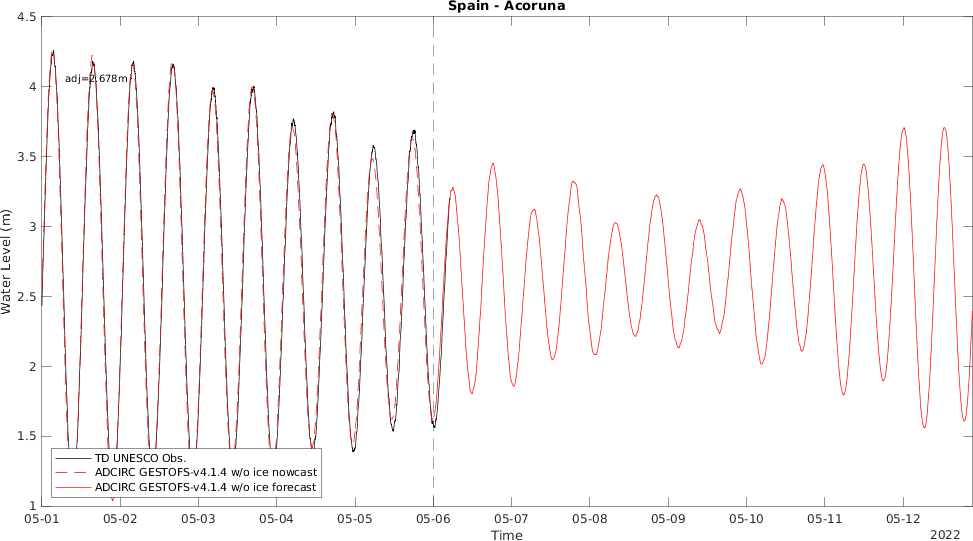 Spain - Acoruna
4.5
4
3.5
3
2.5
2
1.5
1
Water Level (m)
adj=2.678m
TD UNESCO Obs.
ADCIRC GESTOFS-v4.1.4 w/o ice nowcast
ADCIRC GESTOFS-v4.1.4 w/o ice forecast
05-01 05-02 05-03 05-04 05-05 05-06 05-07 05-08 05-09 05-10 05-11 05-12
Time
2022